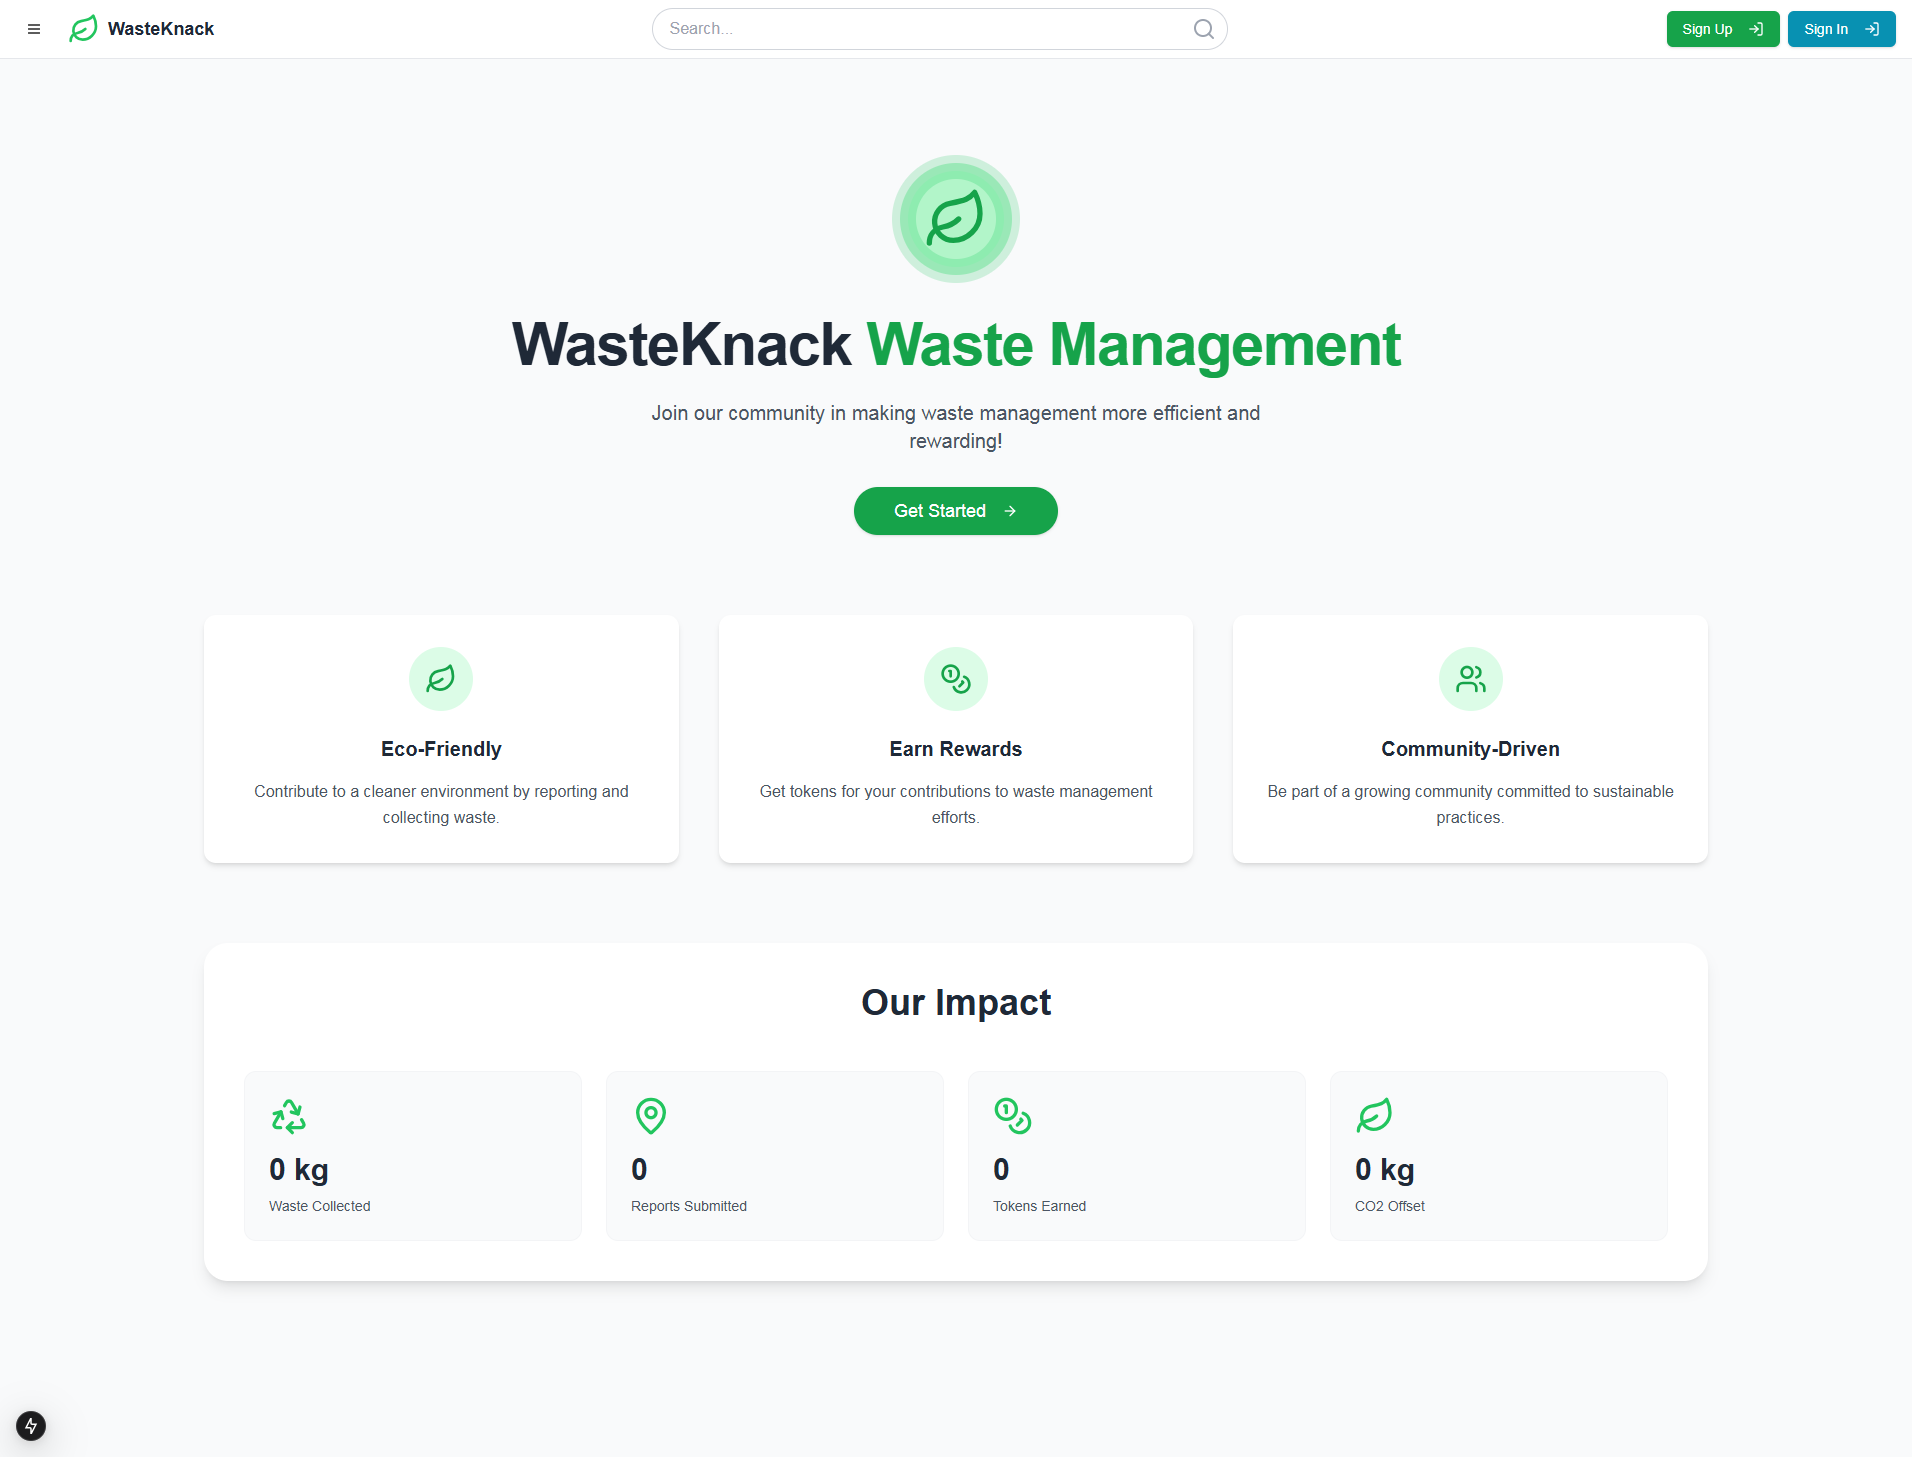 WasteKnack
Search...
Sign Up
Sign In
WasteKnack Waste Management
Join our community in making waste management more efficient and
rewarding!
Get Started
Eco-Friendly
Contribute to a cleaner environment by reporting and
collecting waste.
Earn Rewards
Get tokens for your contributions to waste management
efforts.
Community-Driven
Be part of a growing community committed to sustainable
practices.
Our Impact
0 kg
Waste Collected
0
Reports Submitted
0
Tokens Earned
0 kg
CO2 Offset